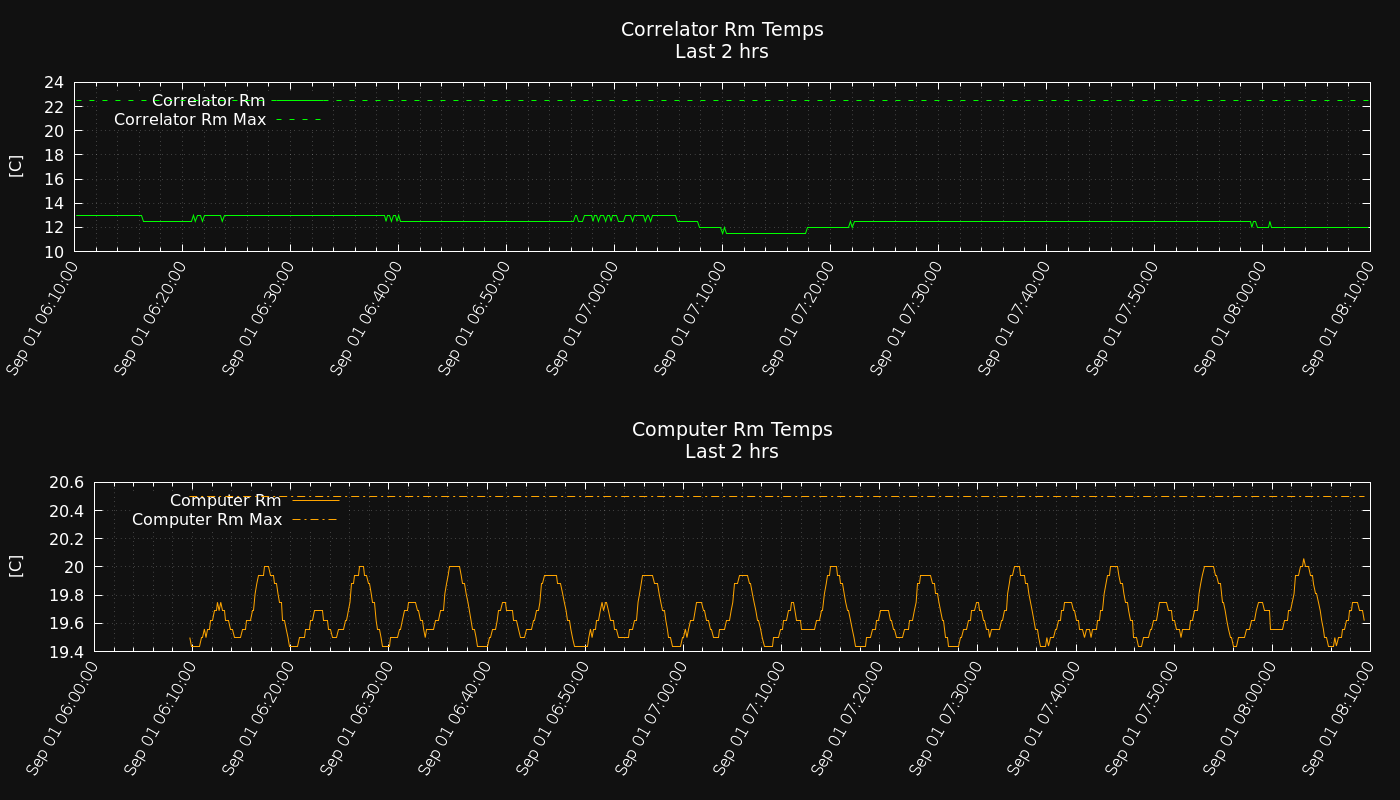 Correlator Rm Temps
Last 2 hrs
24
22
20
18
16
14
12
10
[C]
Correlator Rm
Correlator Rm Max
Sep 01 06:10:00
Sep 01 06:20:00
Sep 01 06:30:00
Sep 01 06:40:00
Sep 01 06:50:00
Sep 01 07:00:00
Sep 01 07:10:00
Sep 01 07:20:00
Sep 01 07:30:00
Sep 01 07:40:00
Sep 01 07:50:00
Sep 01 08:00:00
Sep 01 08:10:00
Computer Rm Temps
Last 2 hrs
20.6
20.4
20.2
20
19.8
19.6
19.4
[C]
Computer Rm
Computer Rm Max
Sep 01 06:00:00
Sep 01 06:10:00
Sep 01 06:20:00
Sep 01 06:30:00
Sep 01 06:40:00
Sep 01 06:50:00
Sep 01 07:00:00
Sep 01 07:10:00
Sep 01 07:20:00
Sep 01 07:30:00
Sep 01 07:40:00
Sep 01 07:50:00
Sep 01 08:00:00
Sep 01 08:10:00